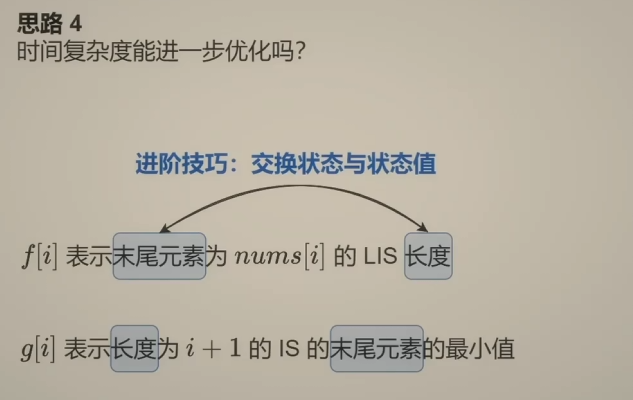 思路 4
时间复杂度能进一步优化吗?
进阶技巧:交换状态与状态值
f[i] 表示末尾元素为 nums[i] 的 LIS 长度
g[i] 表示长度为 i + 1 的 IS 的末尾元素的最小值